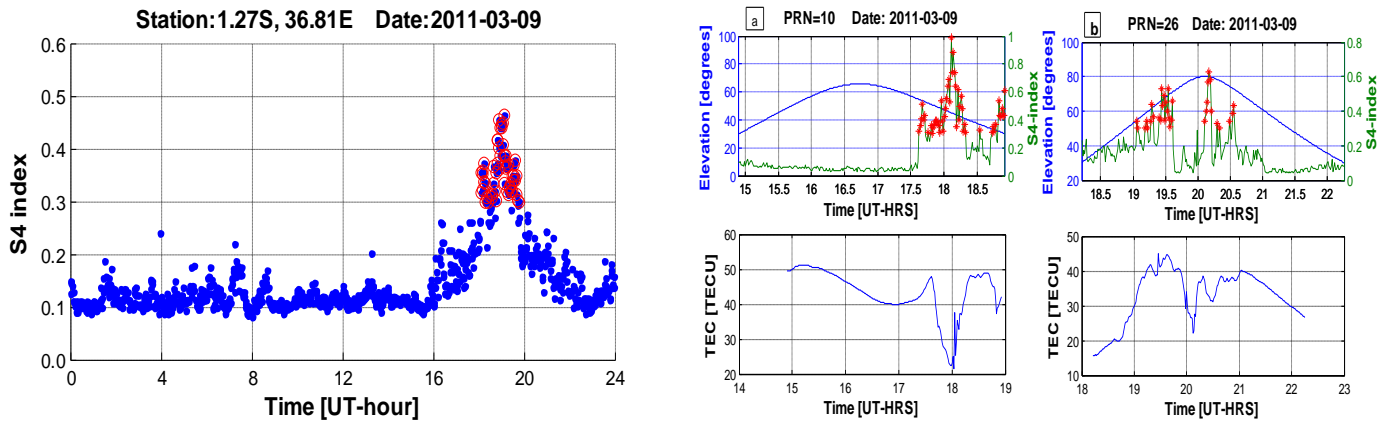 Station:1.27S, 36.81E Date:2011-03-09
S4 index
0.6
0.5
0.4
0.3
0.2
0.1
0.0
0 4 8 12 16 20 24
Time [UT-hour]
a PRN=10 Date: 2011-03-09
Elevation [degrees]
100
80
60
40
20
0
1
0.8
0.6
0.4
0.2
0
S4-index
15 15.5 16 16.5 17 17.5 18 18.5
Time [UT-HRS]
TEC [TECU]
60
50
40
30
20
14 15 16 17 18 19
Time [UT-HRS]
b PRN=26 Date: 2011-03-09
Elevation [degrees]
100
80
60
40
20
0.8
0.6
0.4
0.2
0
S4-index
18.5 19 19.5 20 20.5 21 21.5 22
Time [UT-HRS]
TEC [TECU]
50
40
30
20
10
17 18 19 20 21 22 23
Time [UT-HRS]